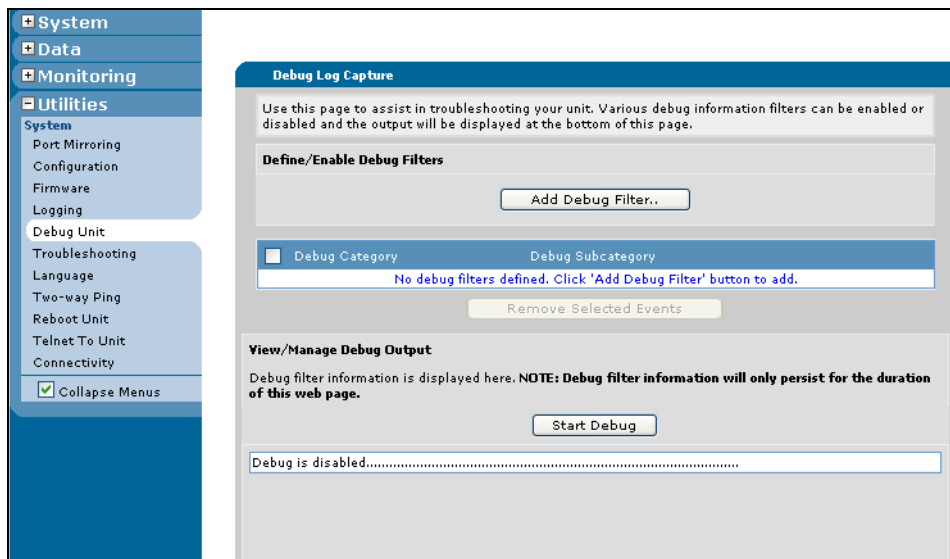 System
Data
Monitoring
Utilities
System
Port Mirroring
Configuration
Firmware
Logging
Debug Unit
Troubleshooting
Language
Two-way Ping
Reboot Unit
Telnet To Unit
Connectivity
Collapse Menus
Debug Log Capture
Use this page to assist in troubleshooting your unit. Various debug information filters can be enabled or
disabled and the output will be displayed at the bottom of this page.
Define/Enable Debug Filters
Add Debug Filter..
Debug Category Debug Subcategory
No debug filters defined. Click 'Add Debug Filter' button to add.
Remove Selected Events
View/Manage Debug Output
Debug filter information is displayed here. NOTE: Debug filter information will only persist for the duration
of this web page.
Start Debug
Debug is disabled.................................................................................................